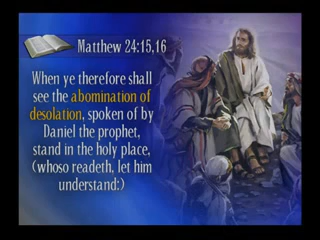 Matthew 24:15,16
When ye therefore shall
see the abomination of
desolation, spoken of by
Daniel the prophet,
stand in the holy place,
(whoso readeth, let him
understand:)